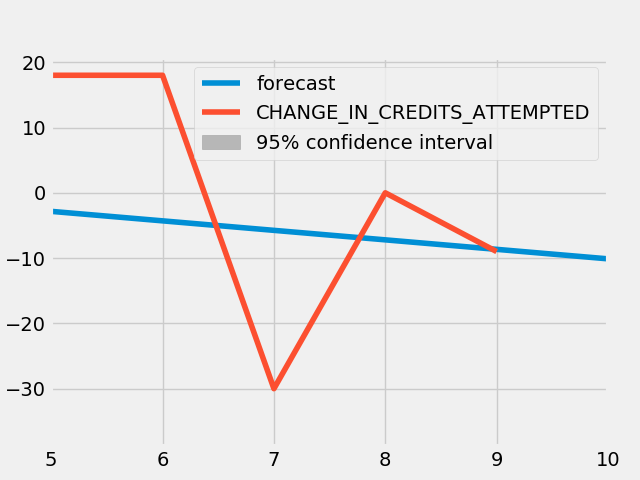 20
10
0
−10
−20
−30
forecast
CHANGE_IN_CREDITS_ATTEMPTED
95% confidence interval
5 6 7 8 9 10